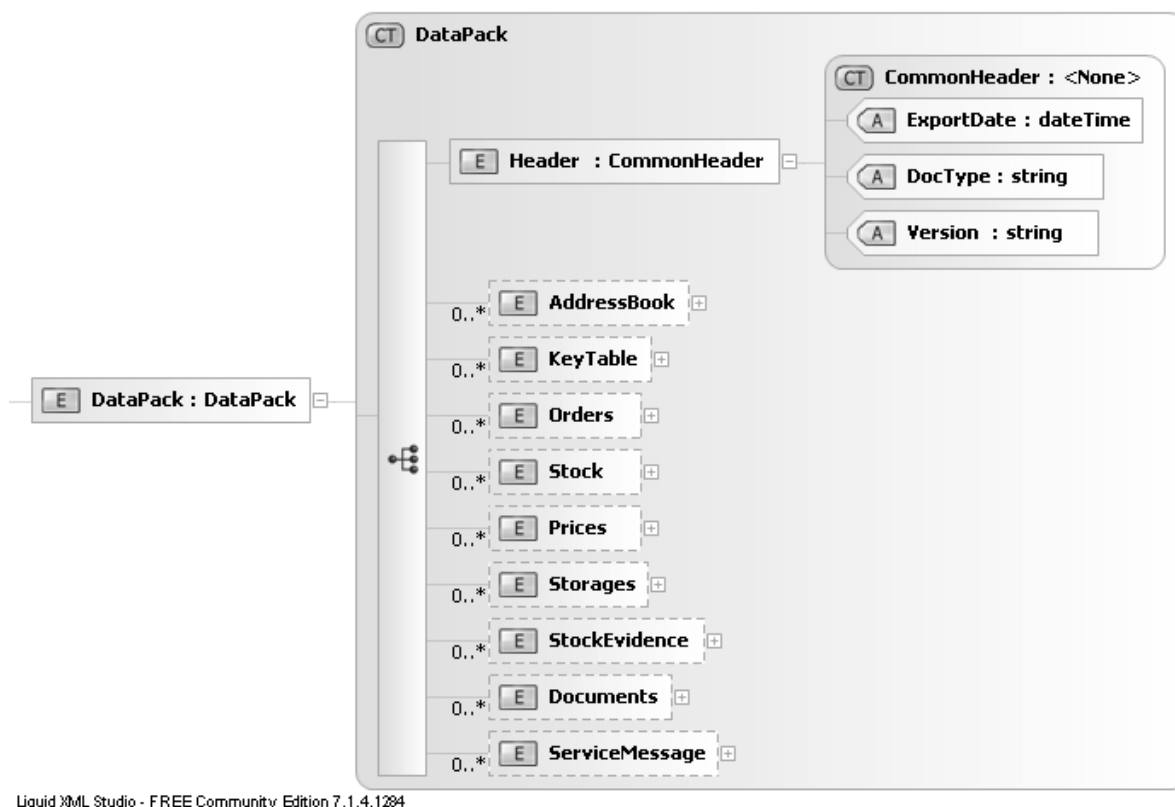 CT DataPack
CT CommonHeader : <None>
A ExportDate : dateTime
E Header : CommonHeader
A DocType : string
A Version : string
0..* E AddressBook
0..* E KeyTable
E DataPack : DataPack
0..* E Orders
0..* E Stock
0..* E Prices
0..* E Storages
0..* E StockEvidence
0..* E Documents
0..* E ServiceMessage
Liquid XML Studio - FREE Community Edition 7.1.4.1284